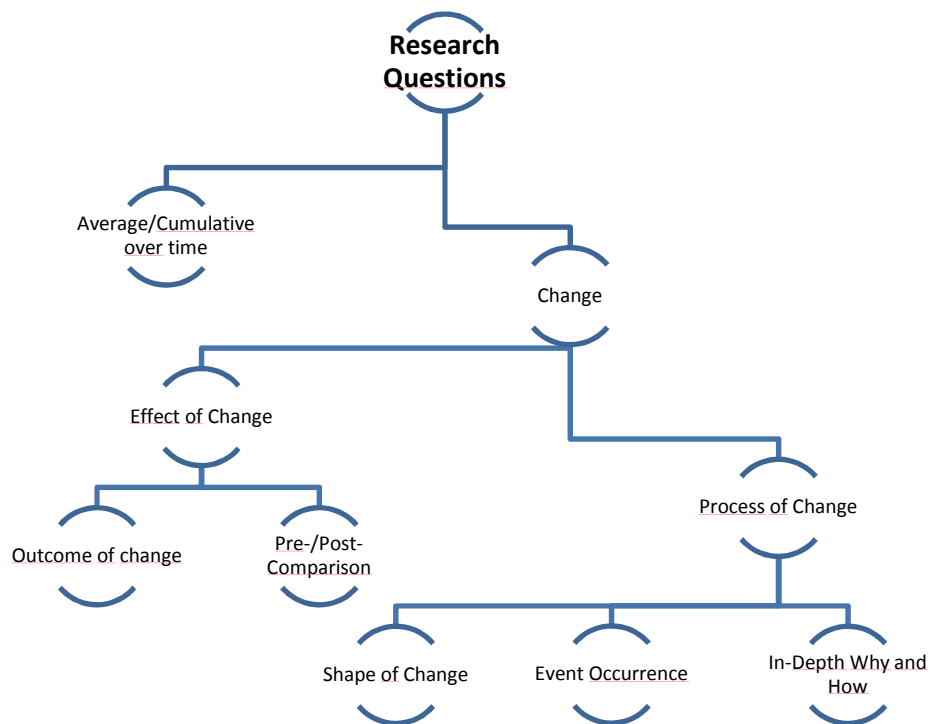 Research
Questions
Average/Cumulative
over time
Change
Effect of Change
Process of Change
Outcome of change
Pre-/Post-
Comparison
Shape of Change
Event Occurrence
In-Depth Why and
How